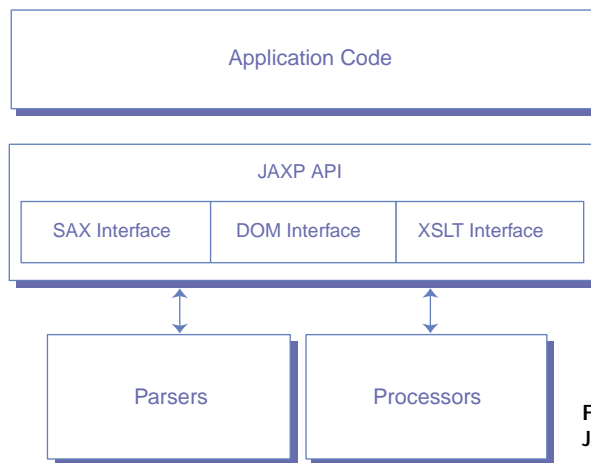 Application Code
JAXP API
SAX Interface DOM Interface XSLT Interface
Parsers Processors
F
J